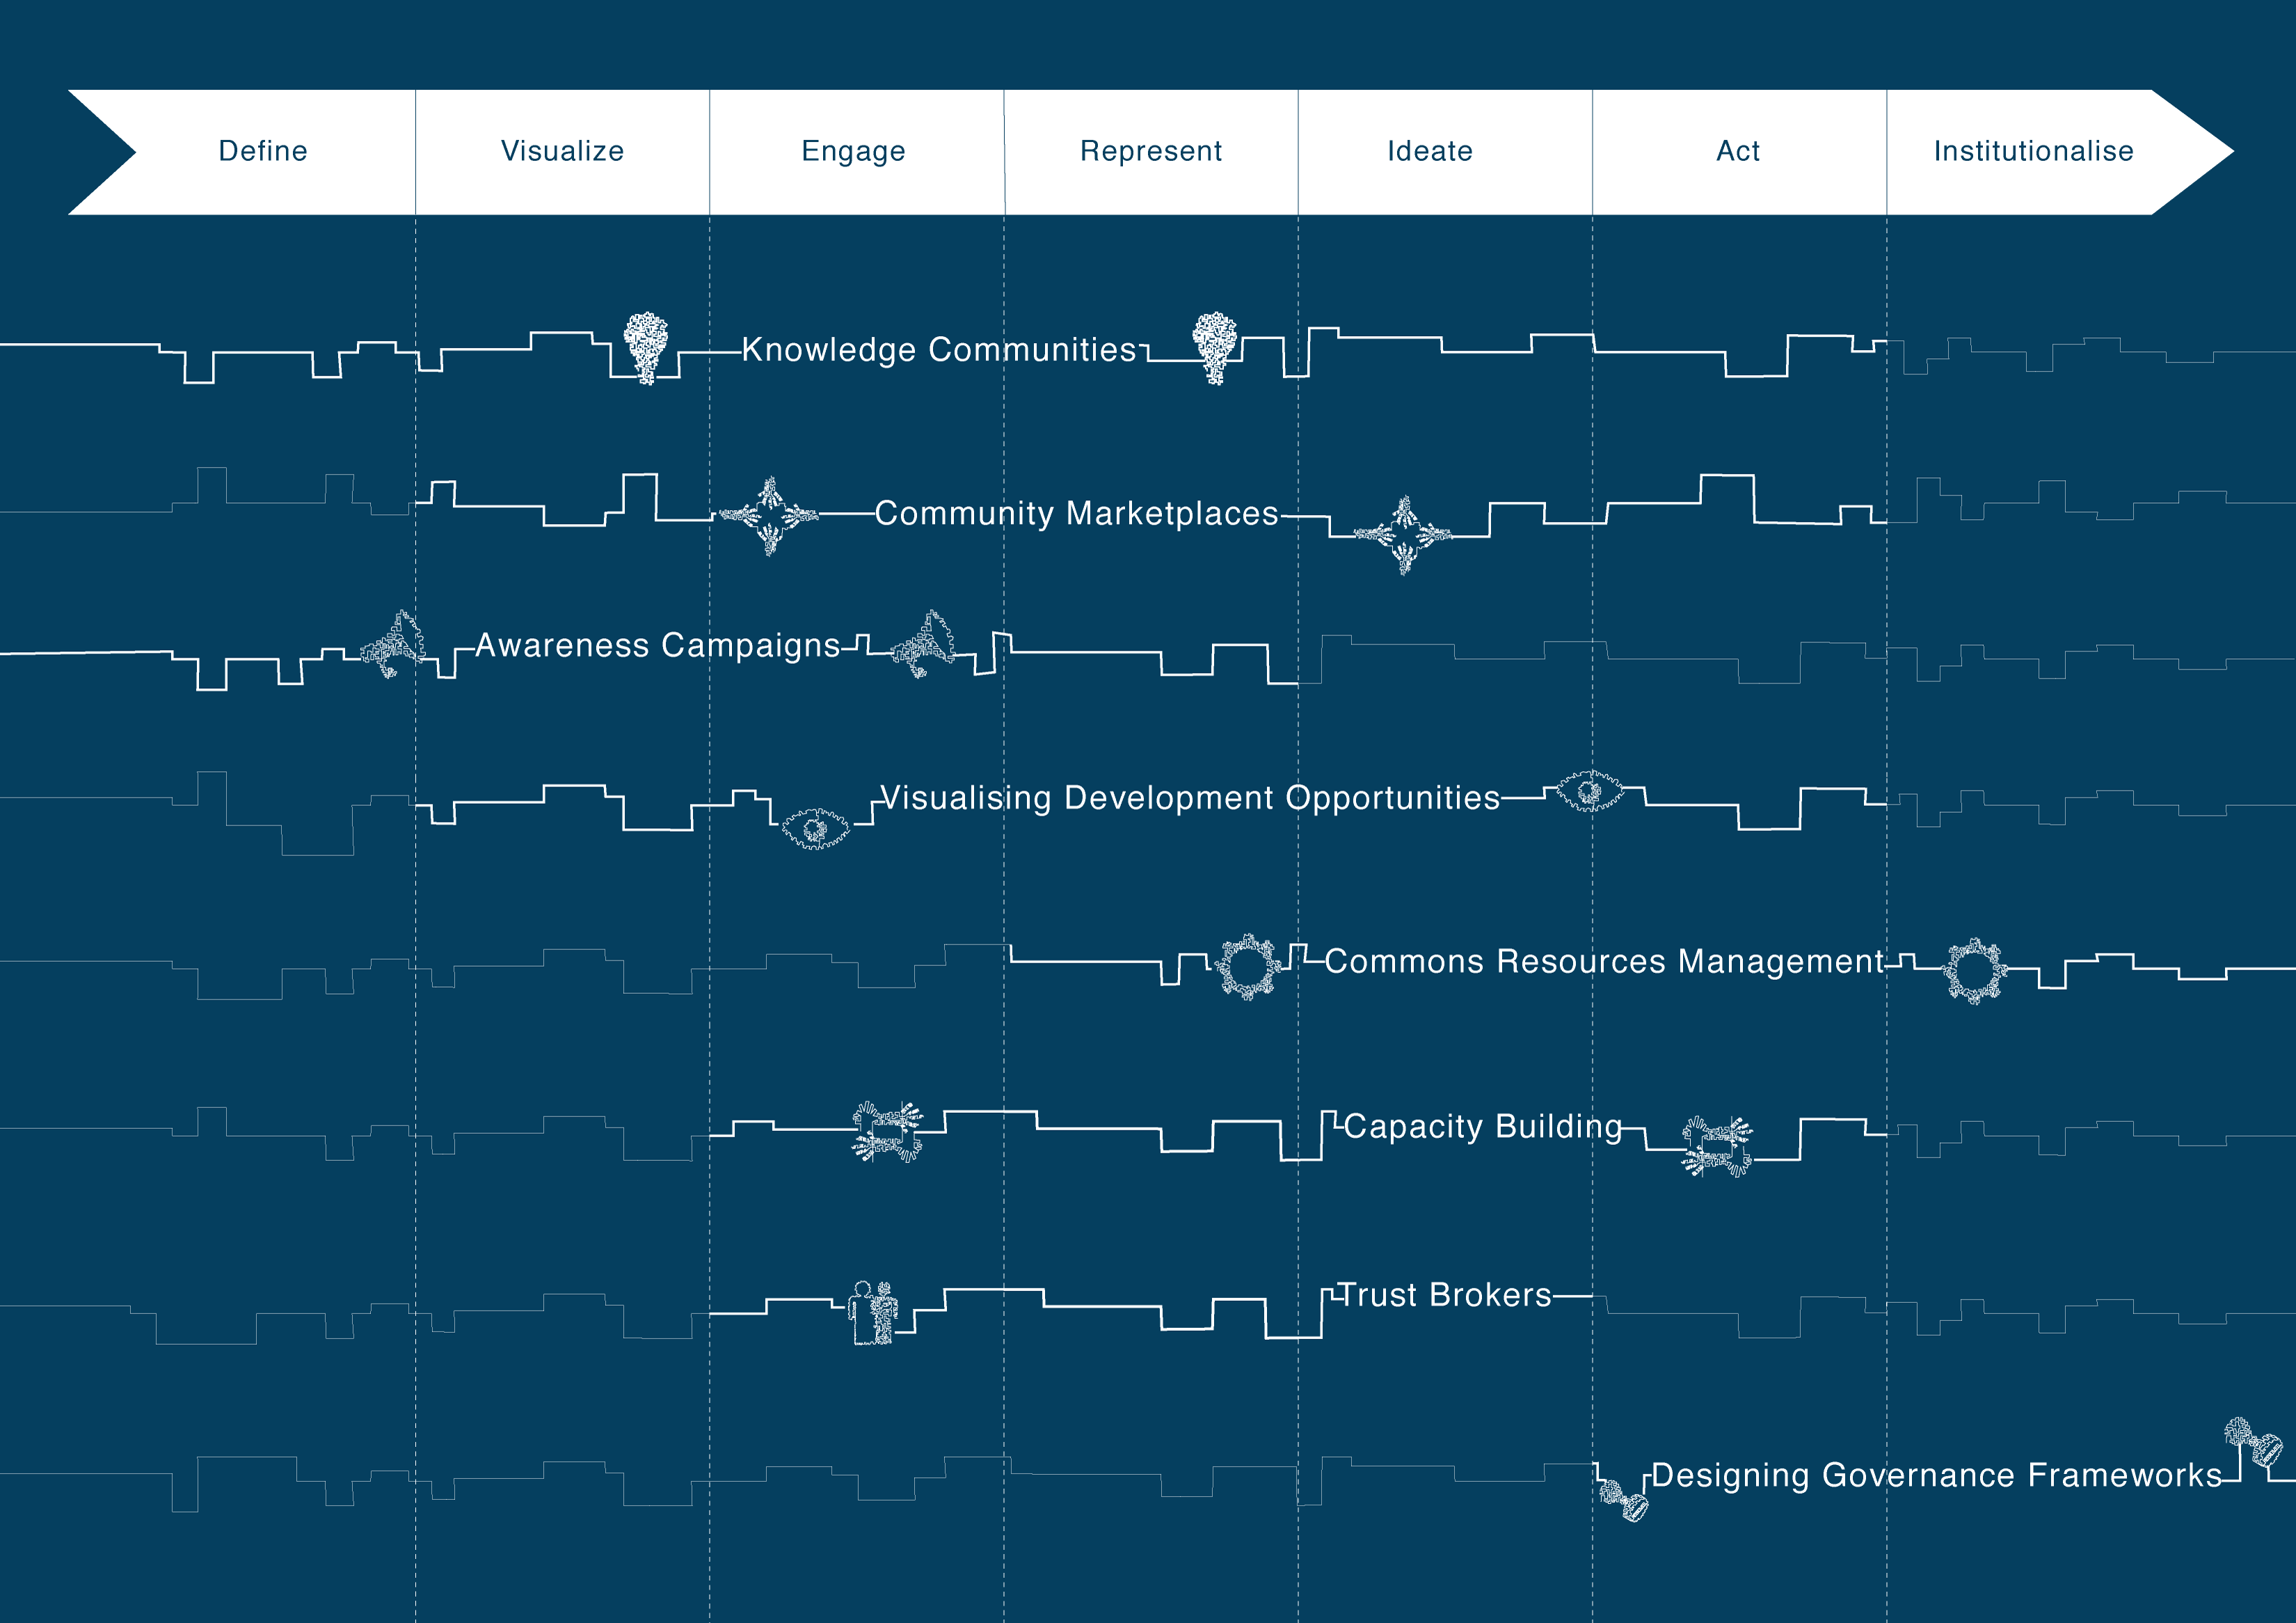 Define
Visualize
Engage
Represent
Ideate
Act
Institutionalise
Knowledge Communities
Community Marketplaces
Awareness Campaigns
Visualising Development Opportunities
Commons Resources Management
Capacity Building
Trust Brokers
Designing Governance Frameworks